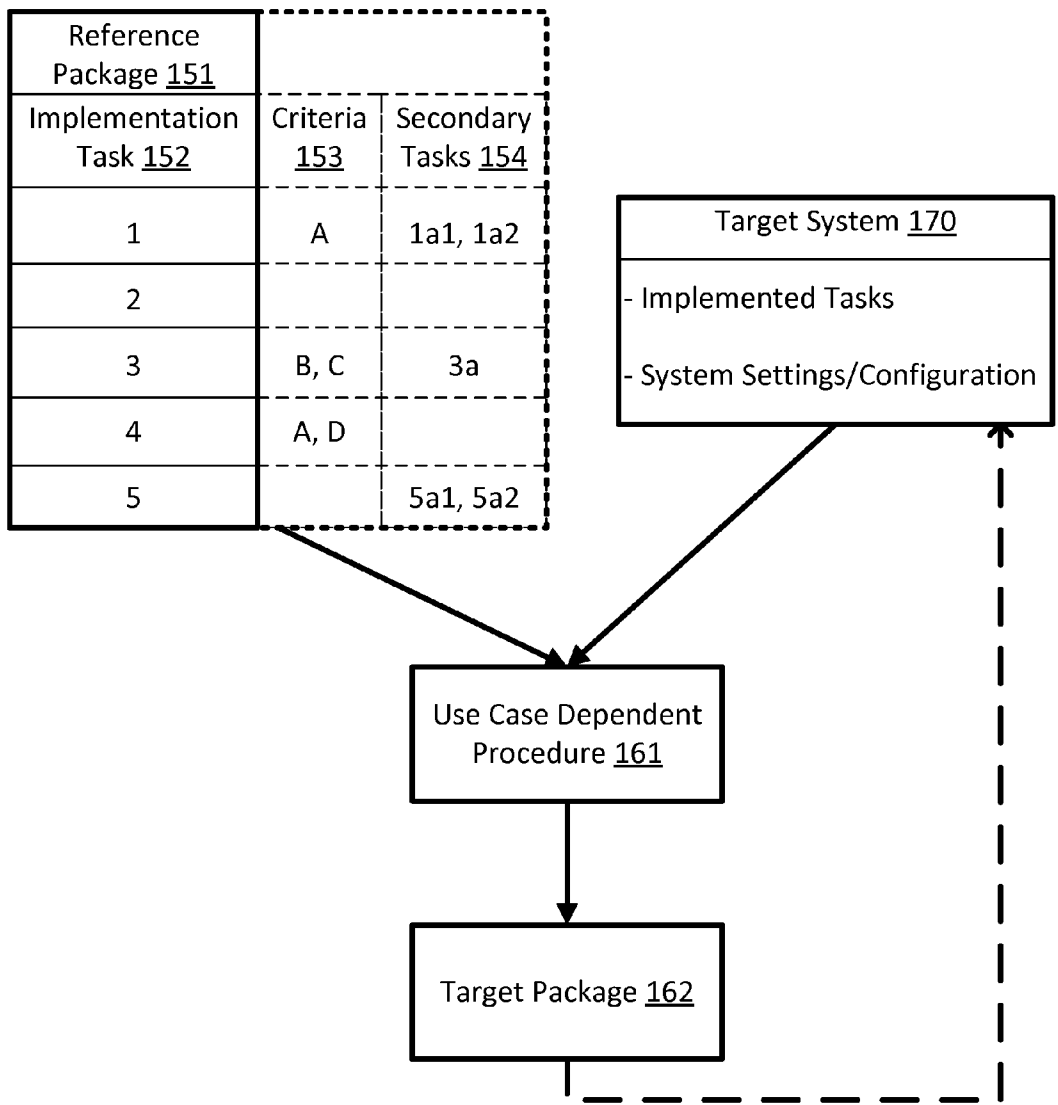 Reference
Package 151
Implementation
Task 152
Criteria
153
Secondary
Tasks 154
1 A 1a1, 1a2
2
3 B, C 3a
4 A, D
5 5a1, 5a2
Target System 170
- Implemented Tasks
- System Settings/Configuration
Use Case Dependent
Procedure 161
Target Package 162